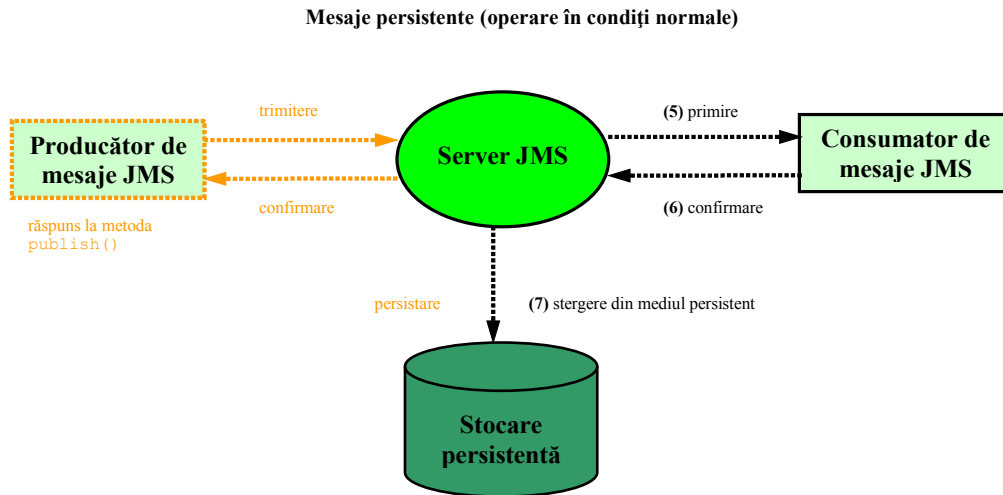 Mesaje persistente (operare în condiţi normale)
trimitere
(5) primire
Producător de
mesaje JMS
Server JMS
Consumator de
mesaje JMS
confirmare
(6) confirmare
răspuns la metoda
publish()
persistare
(7) stergere din mediul persistent
Stocare
persistentă